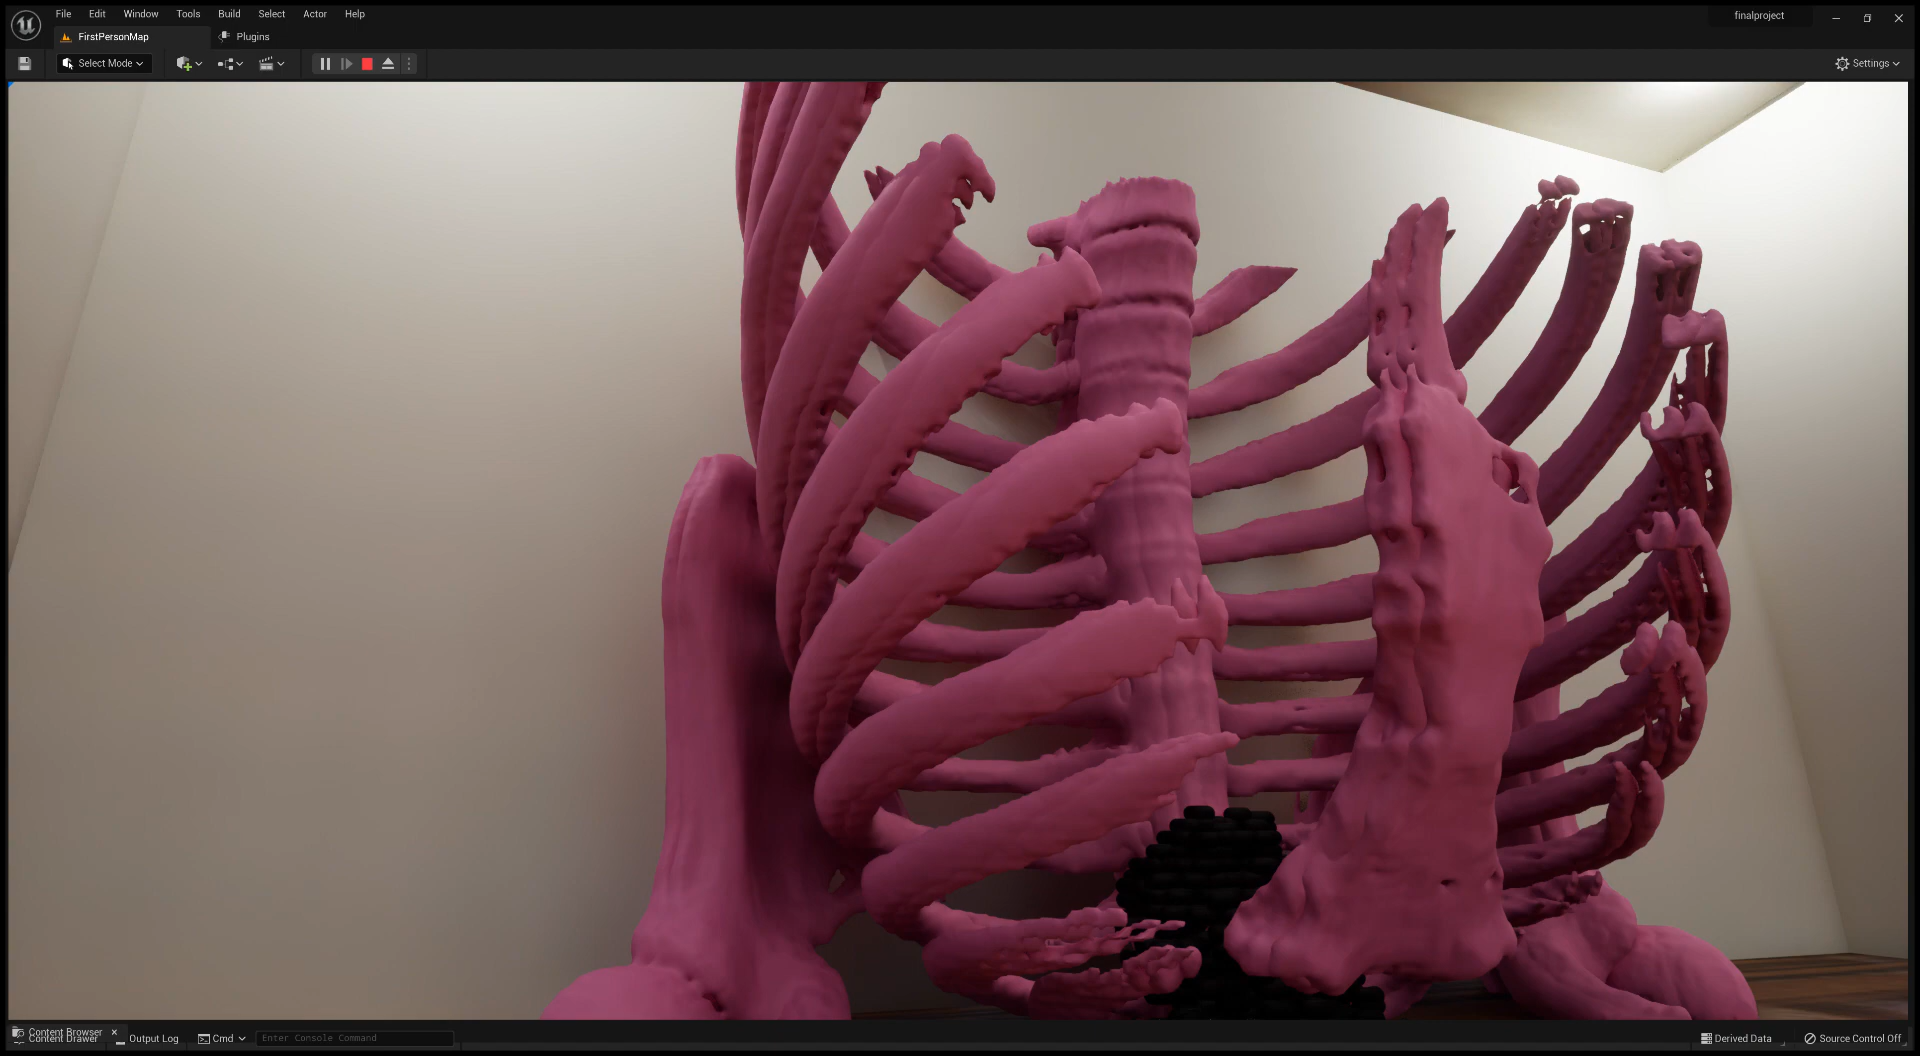 File Edit Window Tools Build Select Actor Help
finalproject
FirstPersonMap Plugins
Select Mode
Settings
Content Browser
Content Drawer Output Log Cmd Enter Console Command Derived Data Source Control Off